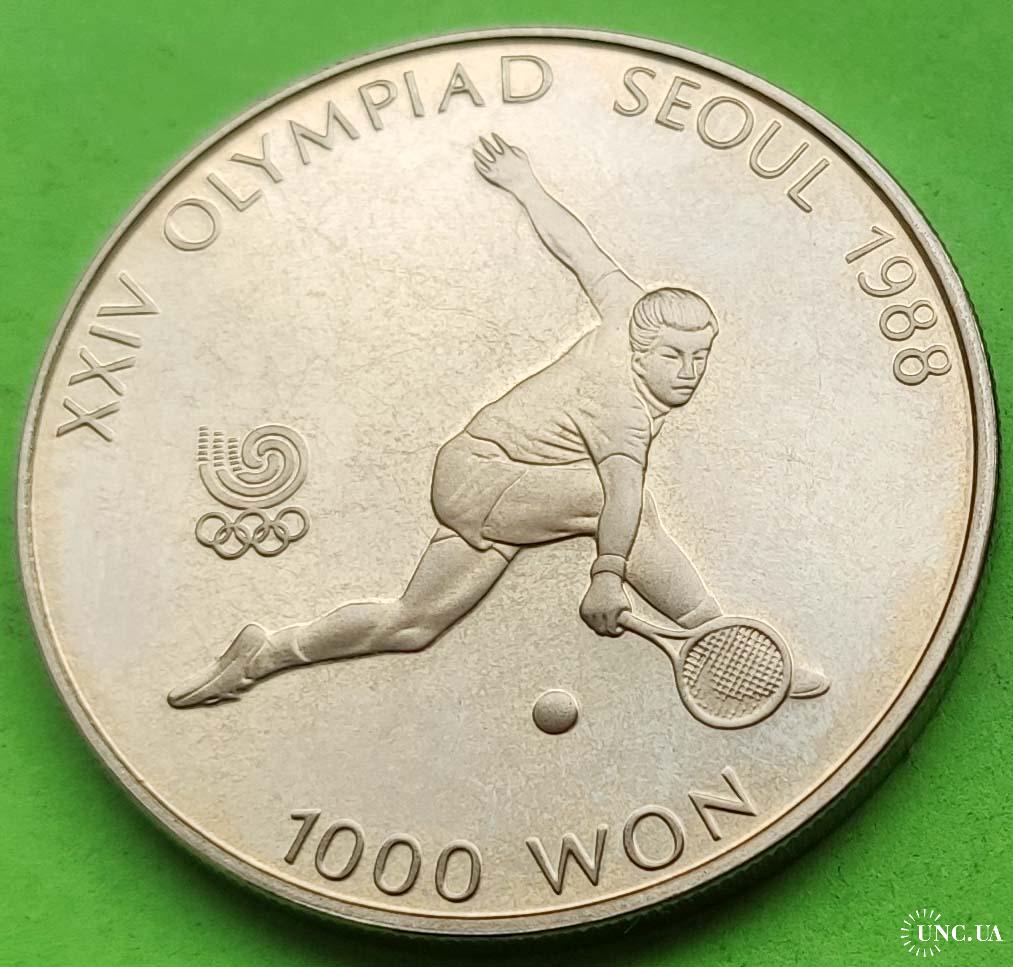 XXIV OLYMPIAD SEOUL 1988
1000 WON
UNC.UA